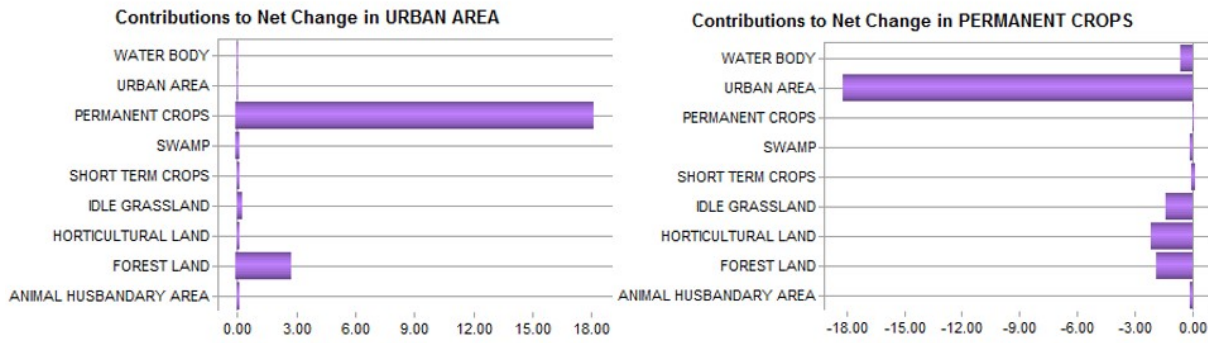 Contributions to Net Change in URBAN AREA
WATER BODY
URBAN AREA
PERMANENT CROPS
SWAMP
SHORT TERM CROPS
IDLE GRASSLAND
HORTICULTURAL LAND
FOREST LAND
ANIMAL HUSBANDARY AREA
0.00 3.00 6.00 9.00 12.00 15.00 18.00
Contributions to Net Change in PERMANENT CROPS
WATER BODY
URBAN AREA
PERMANENT CROPS
SWAMP
SHORT TERM CROPS
IDLE GRASSLAND
HORTICULTURAL LAND
FOREST LAND
ANIMAL HUSBANDARY AREA
-18.00 -15.00 -12.00 -9.00 -6.00 -3.00 0.00